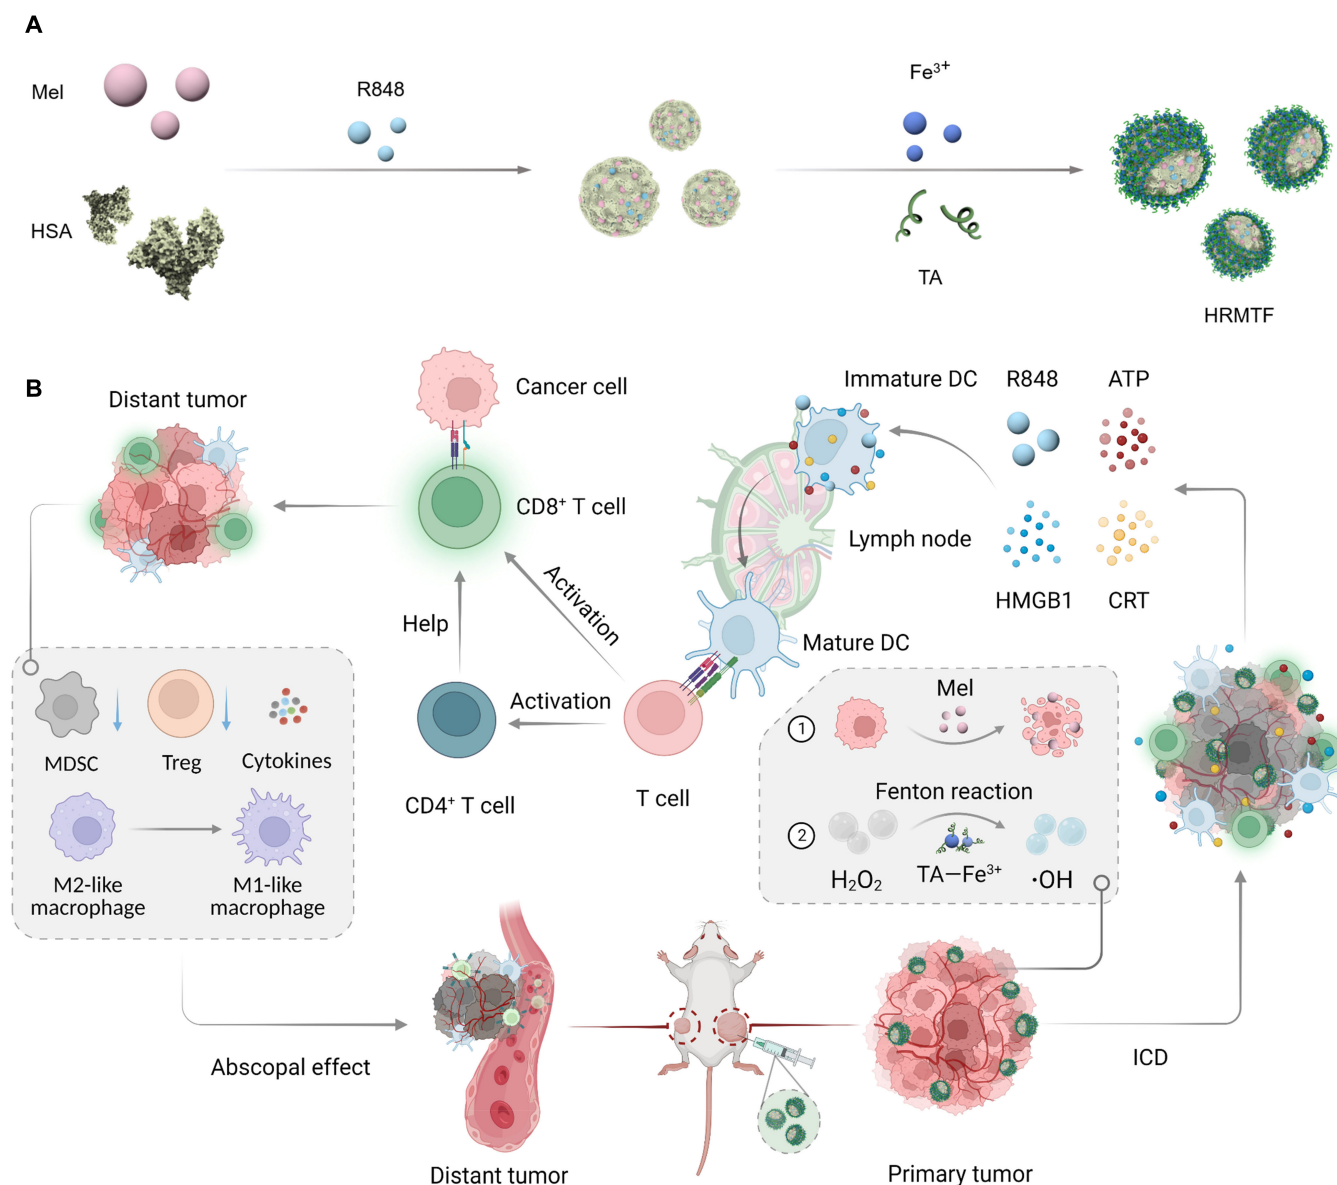 A
Mel
R848
Fe³⁺
HSA
TA
HRMTF
B
Distant tumor
Cancer cell
Immature DC
R848
ATP
CD8⁺ T cell
Lymph node
HMGB1
CRT
Help
Activation
Mature DC
Activation
MDSC
Treg
Cytokines
CD4⁺ T cell
T cell
1
Mel
Fenton reaction
2
H₂O₂
TA–Fe³⁺
·OH
M2-like
macrophage
M1-like
macrophage
Abscopal effect
ICD
Distant tumor
Primary tumor